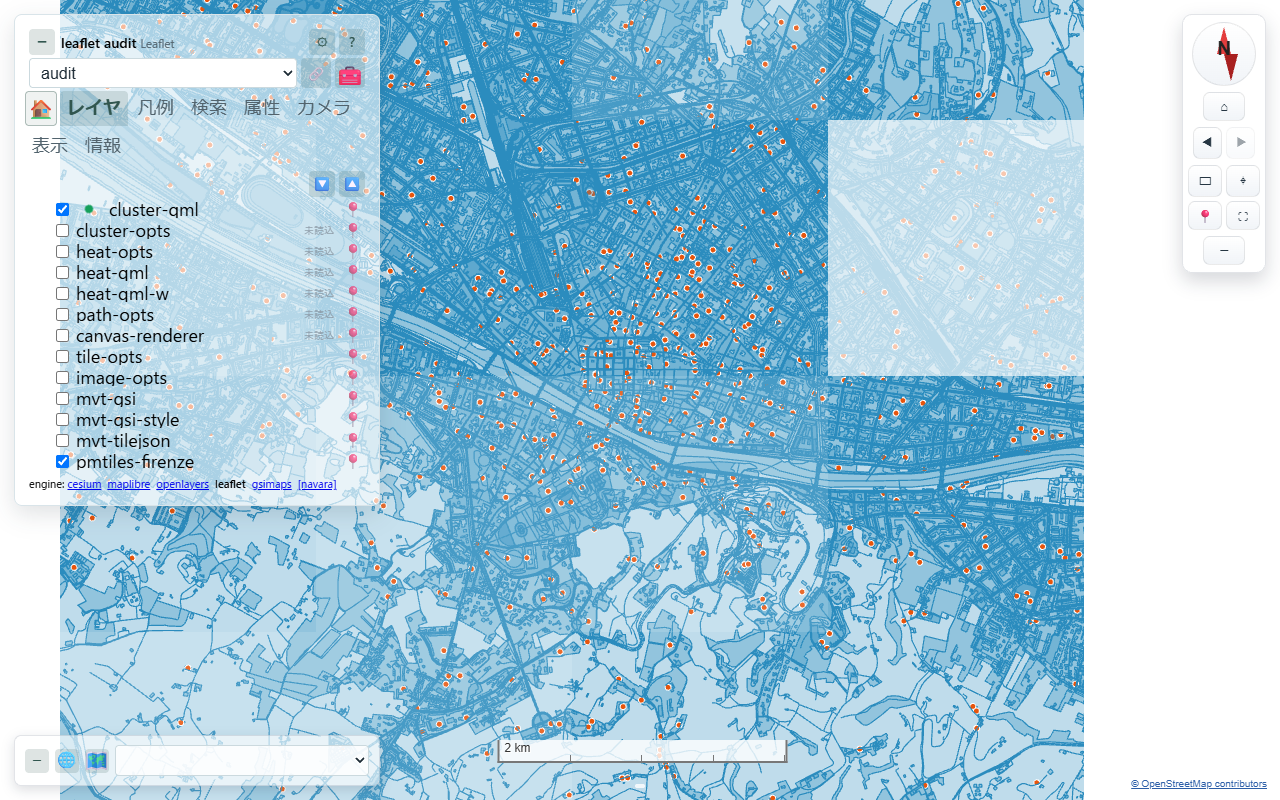 − leaflet audit Leaflet ⚙ ?
audit
レイヤ 凡例 検索 属性 カメラ
表示 情報
cluster-qml
cluster-opts 未読込
heat-opts 未読込
heat-qml 未読込
heat-qml-w 未読込
path-opts 未読込
canvas-renderer 未読込
tile-opts
image-opts
mvt-gsi
mvt-gsi-style
mvt-tilejson
pmtiles-firenze
engine: cesium maplibre openlayers leaflet gsimaps [navara]
N
2 km
© OpenStreetMap contributors